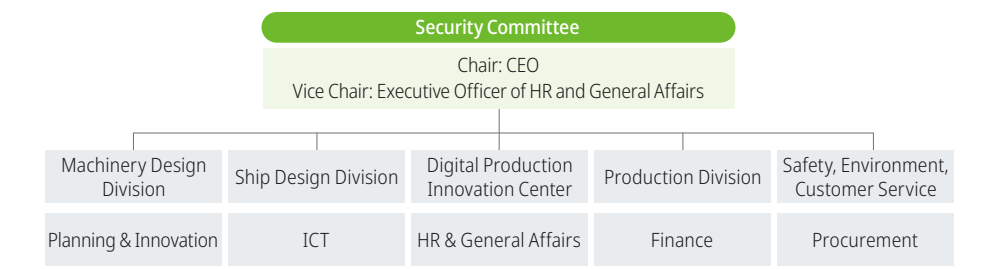 Security Committee
Chair: CEO
Vice Chair: Executive Officer of HR and General Affairs
Machinery Design
Division
Ship Design Division
Digital Production
Innovation Center
Production Division
Safety, Environment,
Customer Service
Planning & Innovation
ICT
HR & General Affairs
Finance
Procurement